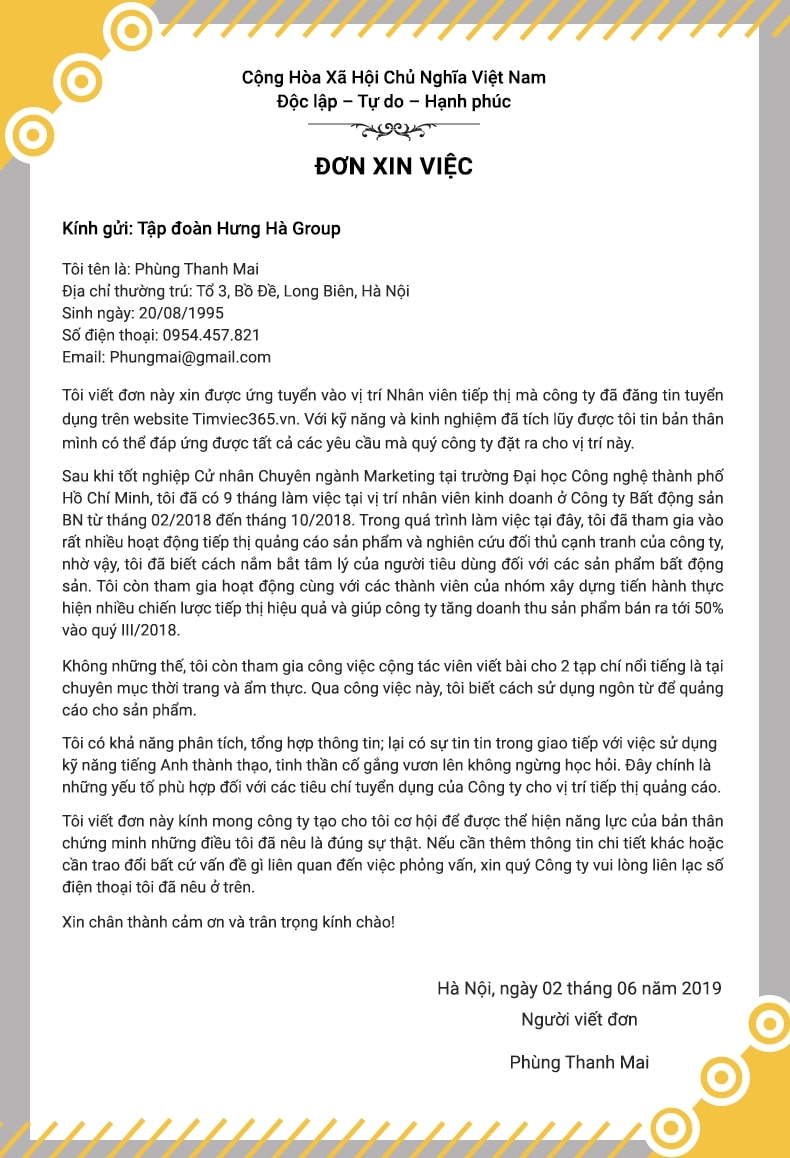 Cộng Hòa Xã Hội Chủ Nghĩa Việt Nam
Độc lập – Tự do – Hạnh phúc
ĐƠN XIN VIỆC
Kính gửi: Tập đoàn Hưng Hà Group
Tôi tên là: Phùng Thanh Mai
Địa chỉ thường trú: Tổ 3, Bồ Đề, Long Biên, Hà Nội
Sinh ngày: 20/08/1995
Số điện thoại: 0954.457.821
Email: Phungmai@gmail.com
Tôi viết đơn này xin được ứng tuyển vào vị trí Nhân viên tiếp thị mà công ty đã đăng tin tuyển
dụng trên website Timviec365.vn. Với kỹ năng và kinh nghiệm đã tích lũy được tôi tin bản thân
mình có thể đáp ứng được tất cả các yêu cầu mà quý công ty đặt ra cho vị trí này.
Sau khi tốt nghiệp Cử nhân Chuyên ngành Marketing tại trường Đại học Công nghệ thành phố
Hồ Chí Minh, tôi đã có 9 tháng làm việc tại vị trí nhân viên kinh doanh ở Công ty Bất động sản
BN từ tháng 02/2018 đến tháng 10/2018. Trong quá trình làm việc tại đây, tôi đã tham gia vào
rất nhiều hoạt động tiếp thị quảng cáo sản phẩm và nghiên cứu đối thủ cạnh tranh của công ty,
nhờ vậy, tôi đã biết cách nắm bắt tâm lý của người tiêu dùng đối với các sản phẩm bất động
sản. Tôi còn tham gia hoạt động cùng với các thành viên của nhóm xây dựng tiến hành thực
hiện nhiều chiến lược tiếp thị hiệu quả và giúp công ty tăng doanh thu sản phẩm bán ra tới 50%
vào quý III/2018.
Không những thế, tôi còn tham gia công việc cộng tác viên viết bài cho 2 tạp chí nổi tiếng là tại
chuyên mục thời trang và ẩm thực. Qua công việc này, tôi biết cách sử dụng ngôn từ để quảng
cáo cho sản phẩm.
Tôi có khả năng phân tích, tổng hợp thông tin; lại có sự tin tin trong giao tiếp với việc sử dụng
kỹ năng tiếng Anh thành thạo, tinh thần cố gắng vươn lên không ngừng học hỏi. Đây chính là
những yếu tố phù hợp đối với các tiêu chí tuyển dụng của Công ty cho vị trí tiếp thị quảng cáo.
Tôi viết đơn này kính mong công ty tạo cho tôi cơ hội để được thể hiện năng lực của bản thân
chứng minh những điều tôi đã nêu là đúng sự thật. Nếu cần thêm thông tin chi tiết khác hoặc
cần trao đổi bất cứ vấn đề gì liên quan đến việc phỏng vấn, xin quý Công ty vui lòng liên lạc số
điện thoại tôi đã nêu ở trên.
Xin chân thành cảm ơn và trân trọng kính chào!
Hà Nội, ngày 02 tháng 06 năm 2019
Người viết đơn
Phùng Thanh Mai